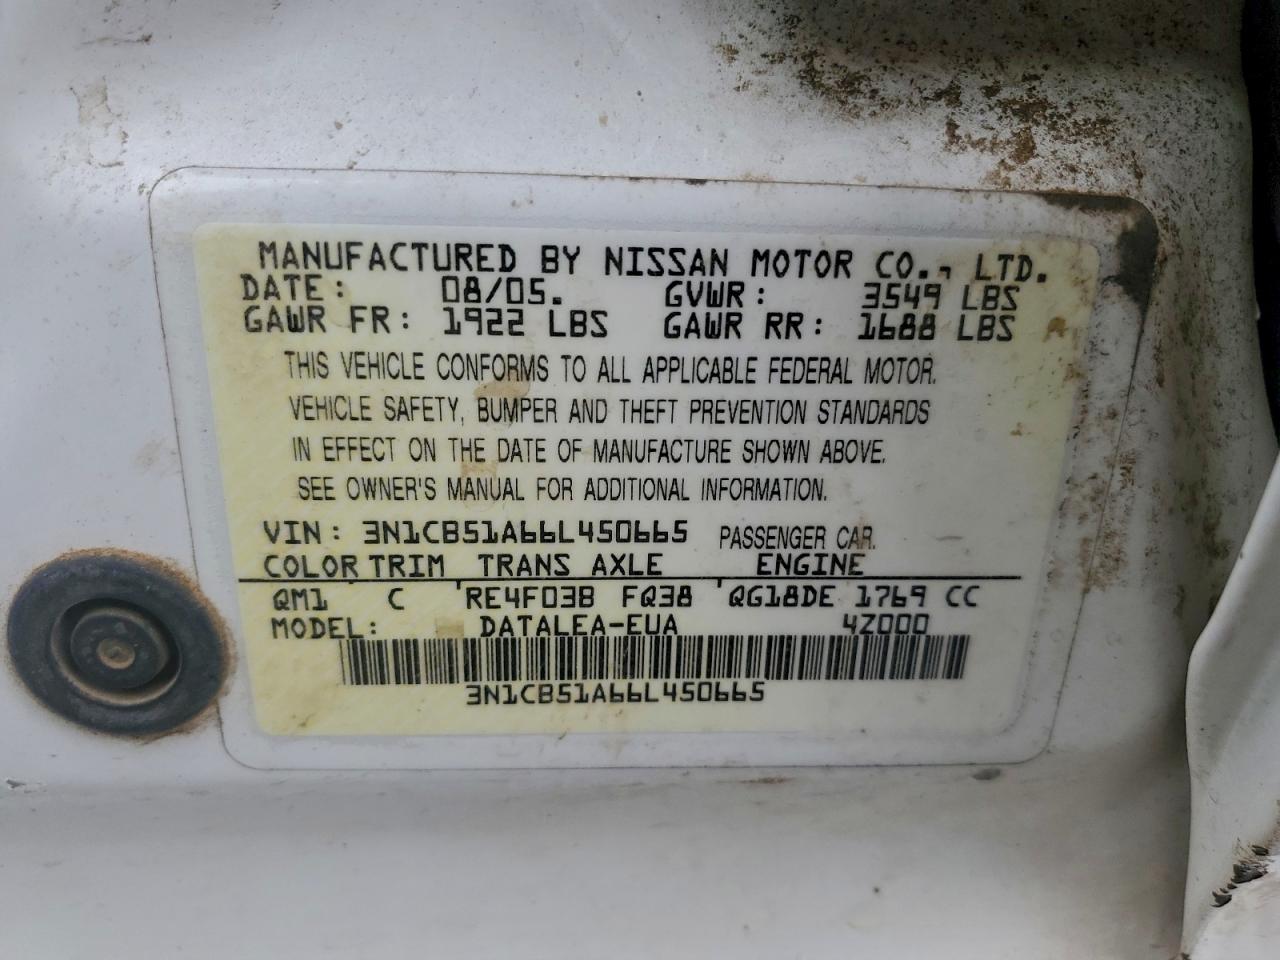 MANUFACTURED BY NISSAN MOTOR CO., LTD.
DATE: 08/05. GVWR: 3549 LBS
GAWR FR: 1922 LBS GAWR RR: 1688 LBS
THIS VEHICLE CONFORMS TO ALL APPLICABLE FEDERAL MOTOR.
VEHICLE SAFETY, BUMPER AND THEFT PREVENTION STANDARDS
IN EFFECT ON THE DATE OF MANUFACTURE SHOWN ABOVE.
SEE OWNER'S MANUAL FOR ADDITIONAL INFORMATION.
VIN: 3N1CB51A66L450665 PASSENGER CAR.
COLOR TRIM TRANS AXLE ENGINE
QM1 C RE4F03B FQ38 QG18DE 1769 CC
MODEL: DATALEA-EUA 4Z000
3N1CB51A66L450665